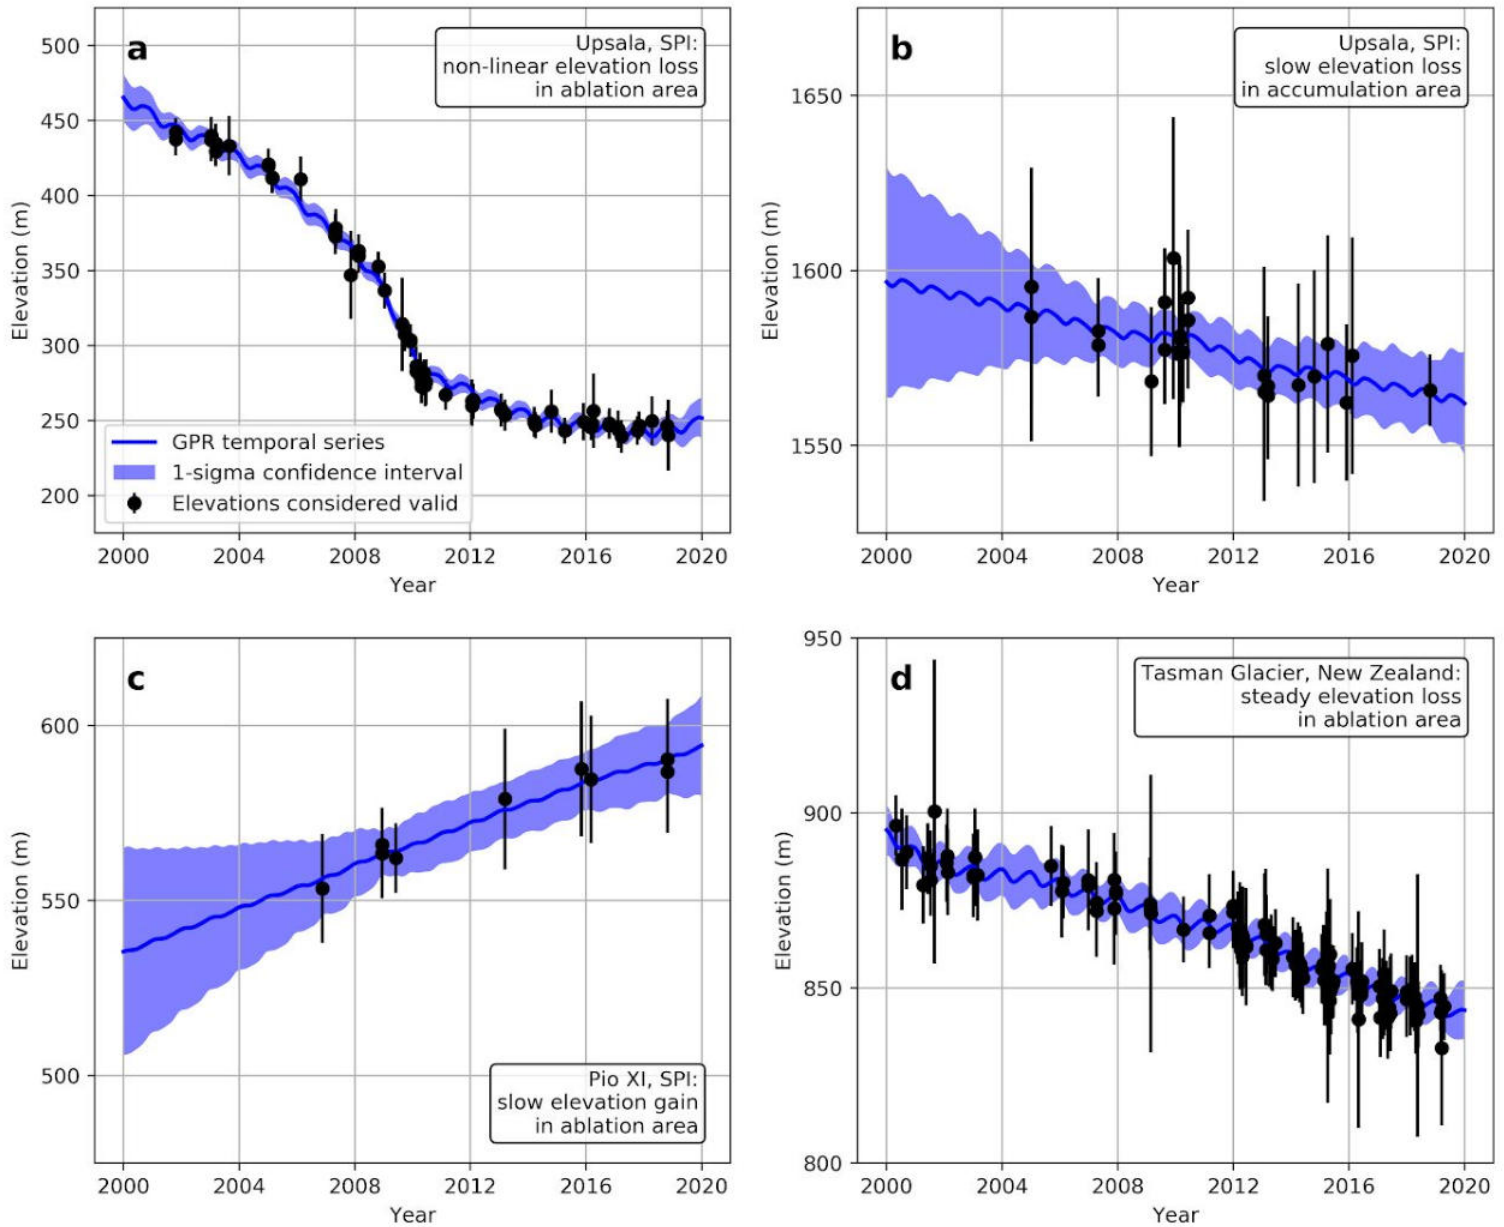 a
Upsala, SPI:
non-linear elevation loss
in ablation area
500
450
400
350
300
250
200
Elevation (m)
GPR temporal series
1-sigma confidence interval
Elevations considered valid
2000 2004 2008 2012 2016 2020
Year
b
Upsala, SPI:
slow elevation loss
in accumulation area
1650
1600
1550
Elevation (m)
2000 2004 2008 2012 2016 2020
Year
c
600
550
500
Elevation (m)
Pio XI, SPI:
slow elevation gain
in ablation area
2000 2004 2008 2012 2016 2020
Year
d
Tasman Glacier, New Zealand:
steady elevation loss
in ablation area
950
900
850
800
Elevation (m)
2000 2004 2008 2012 2016 2020
Year